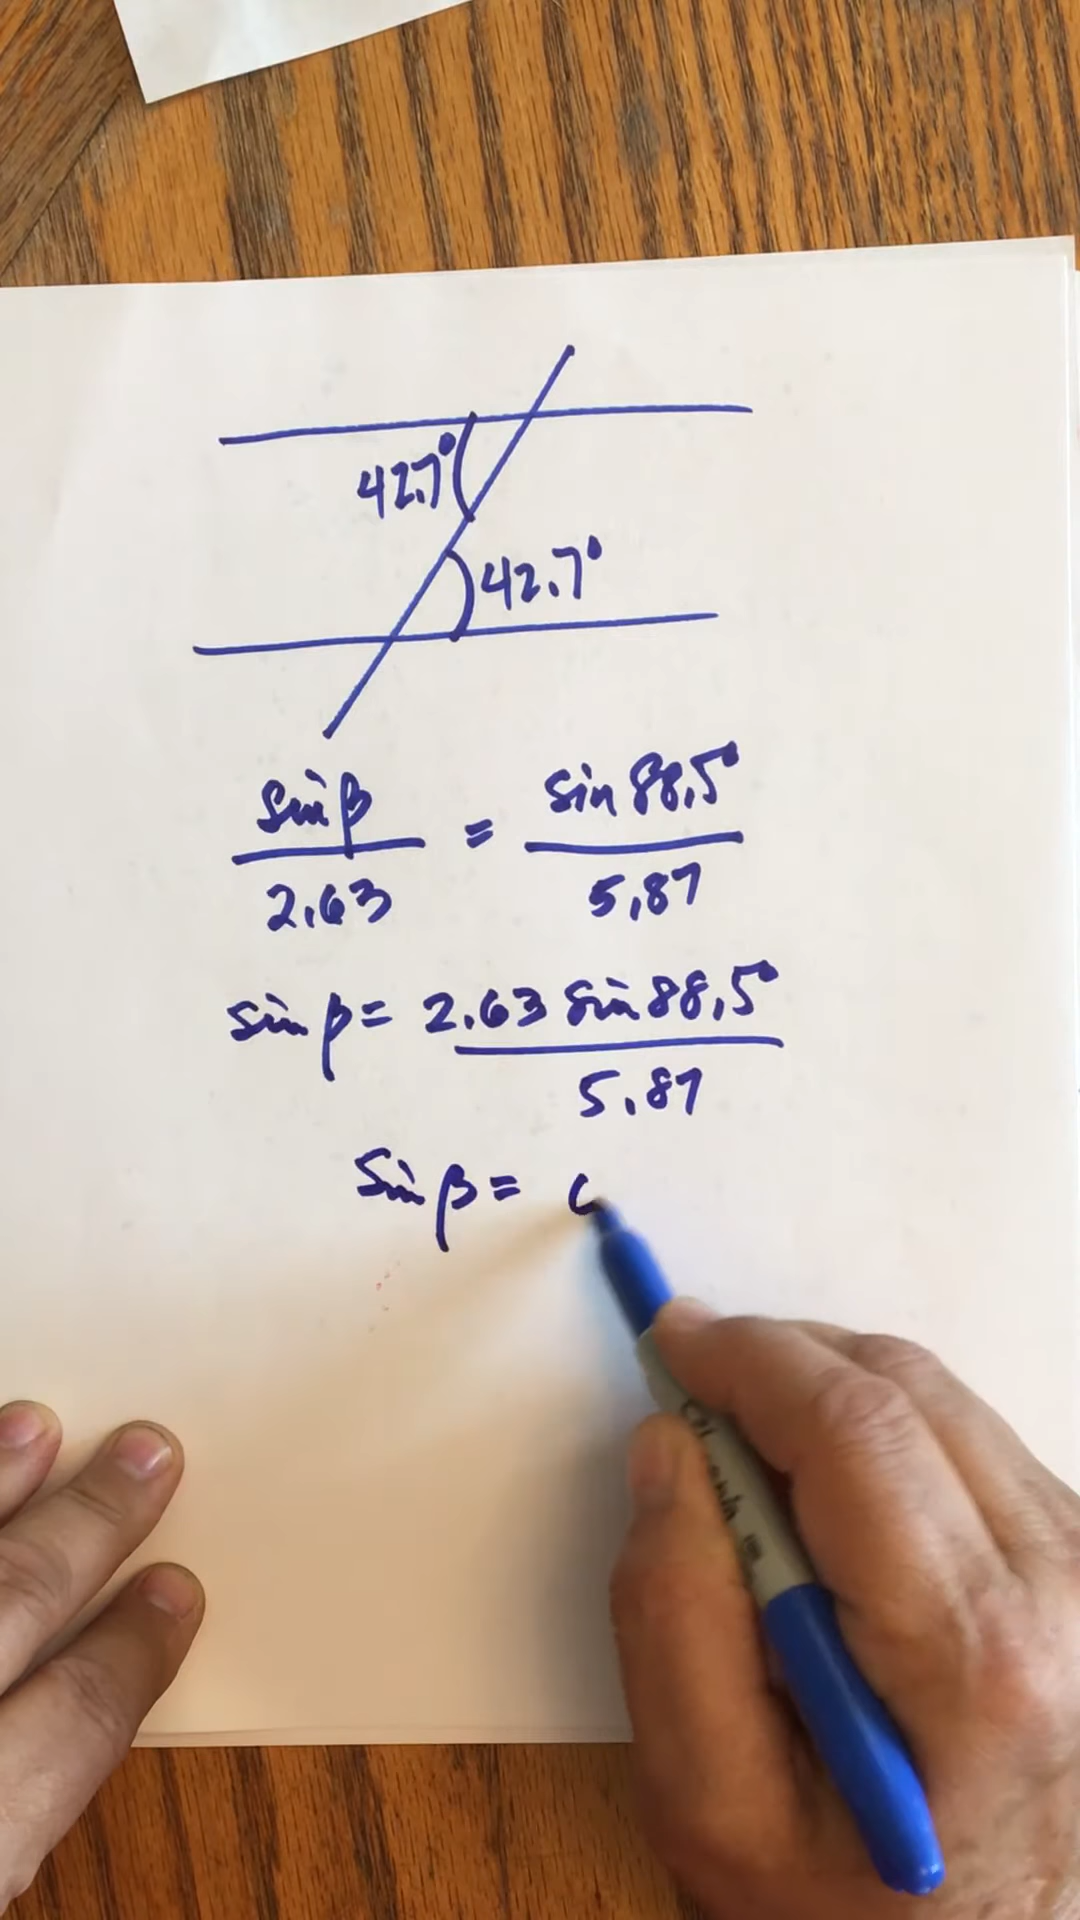 42.7°
42.7°
sin β / 2.63 = sin 88.5° / 5.87
sin β = 2.63 sin 88.5° / 5.87
sin β =